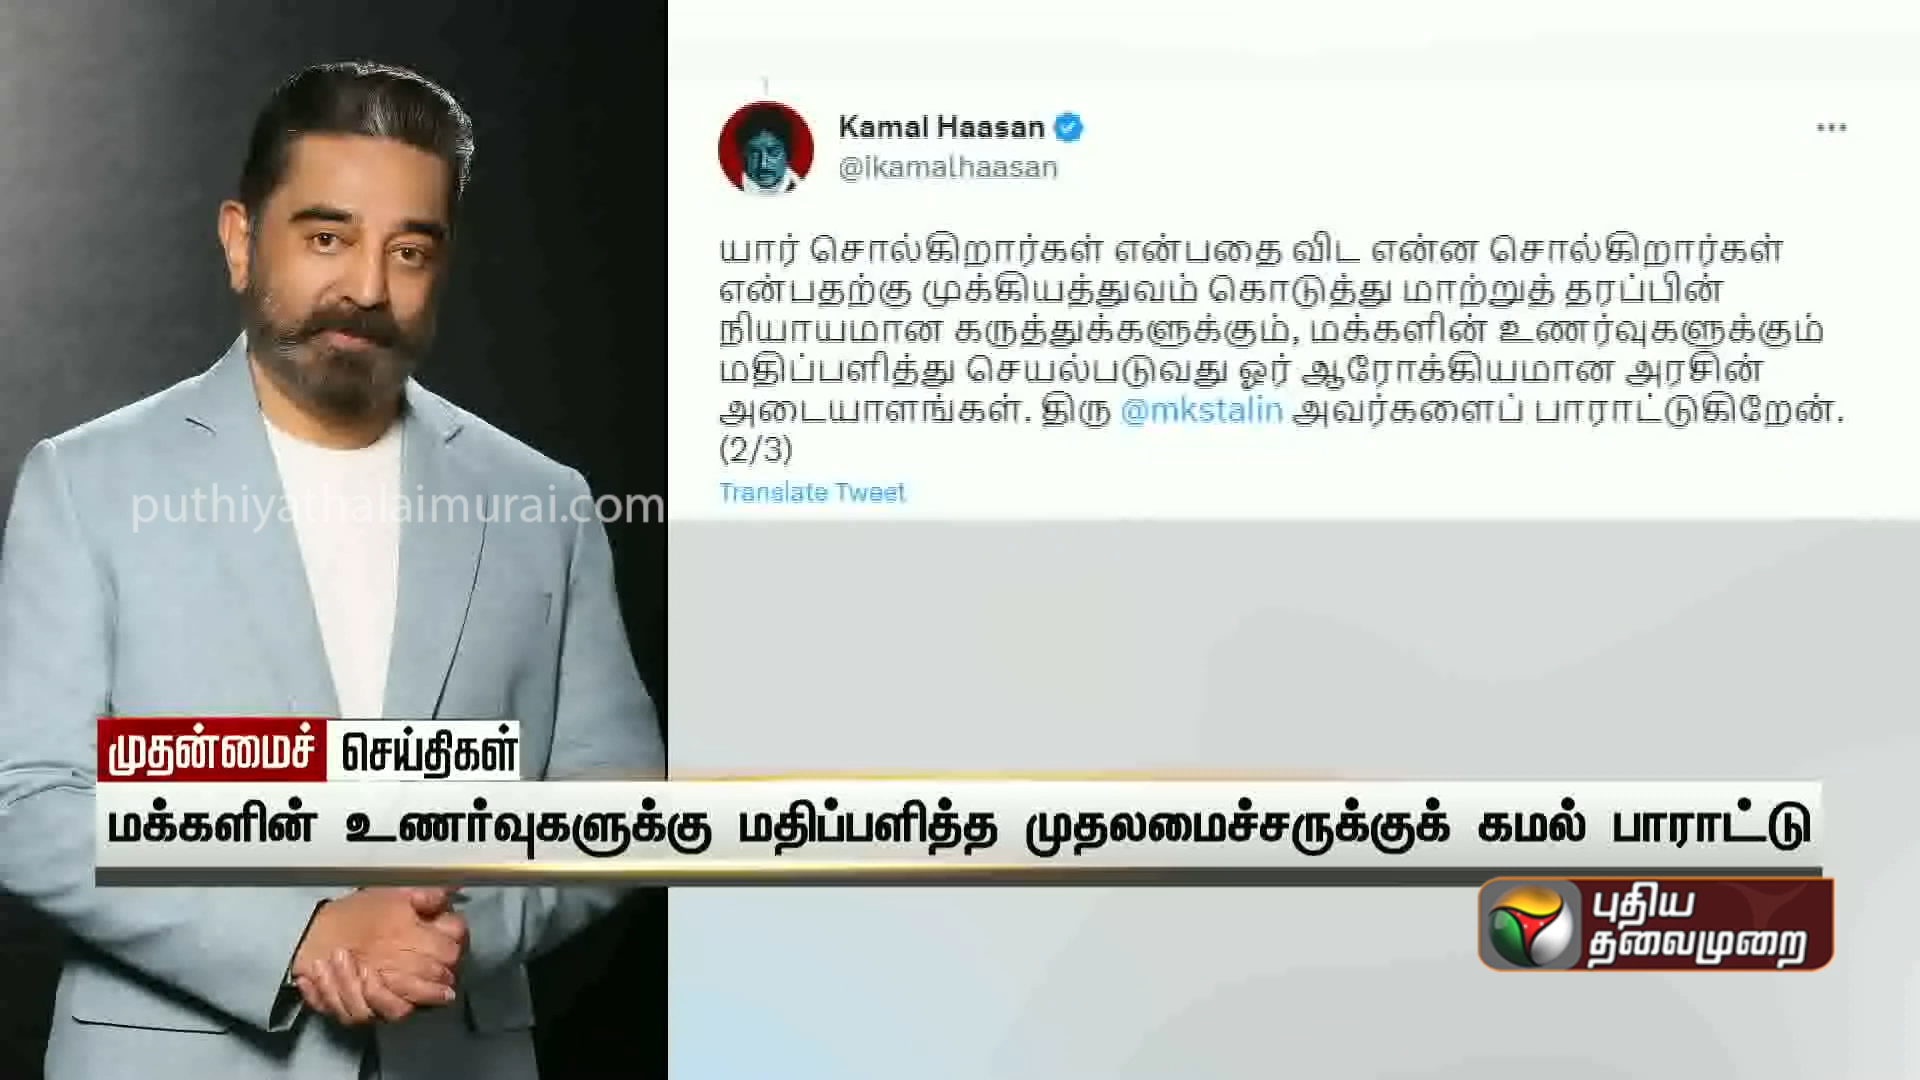 Kamal Haasan
@ikamalhaasan
யார் சொல்கிறார்கள் என்பதை விட என்ன சொல்கிறார்கள்
என்பதற்கு முக்கியத்துவம் கொடுத்து மாற்றுத் தரப்பின்
நியாயமான கருத்துக்களுக்கும், மக்களின் உணர்வுகளுக்கும்
மதிப்பளித்து செயல்படுவது ஓர் ஆரோக்கியமான அரசின்
அடையாளங்கள். திரு @mkstalin அவர்களைப் பாராட்டுகிறேன்.
(2/3)
Translate Tweet
puthiyathalaimurai.com
முதன்மைச் செய்திகள்
மக்களின் உணர்வுகளுக்கு மதிப்பளித்த முதலமைச்சருக்குக் கமல் பாராட்டு
புதிய
தலைமுறை